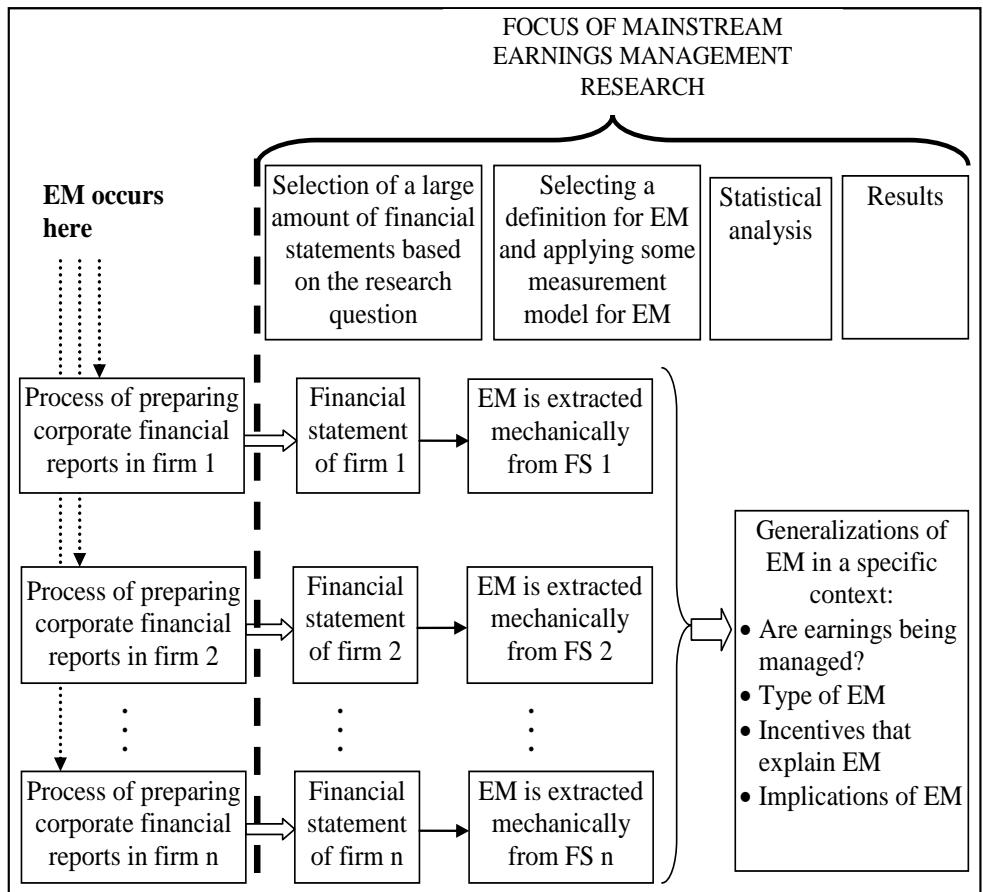 FOCUS OF MAINSTREAM
EARNINGS MANAGEMENT
RESEARCH
EM occurs
here
Selection of a large
amount of financial
statements based
on the research
question
Selecting a
definition for EM
and applying some
measurement
model for EM
Statistical
analysis
Results
Process of preparing
corporate financial
reports in firm 1
Financial
statement
of firm 1
EM is extracted
mechanically
from FS 1
Process of preparing
corporate financial
reports in firm 2
Financial
statement
of firm 2
EM is extracted
mechanically
from FS 2
Process of preparing
corporate financial
reports in firm n
Financial
statement
of firm n
EM is extracted
mechanically
from FS n
Generalizations of
EM in a specific
context:
• Are earnings being
managed?
• Type of EM
• Incentives that
explain EM
• Implications of EM